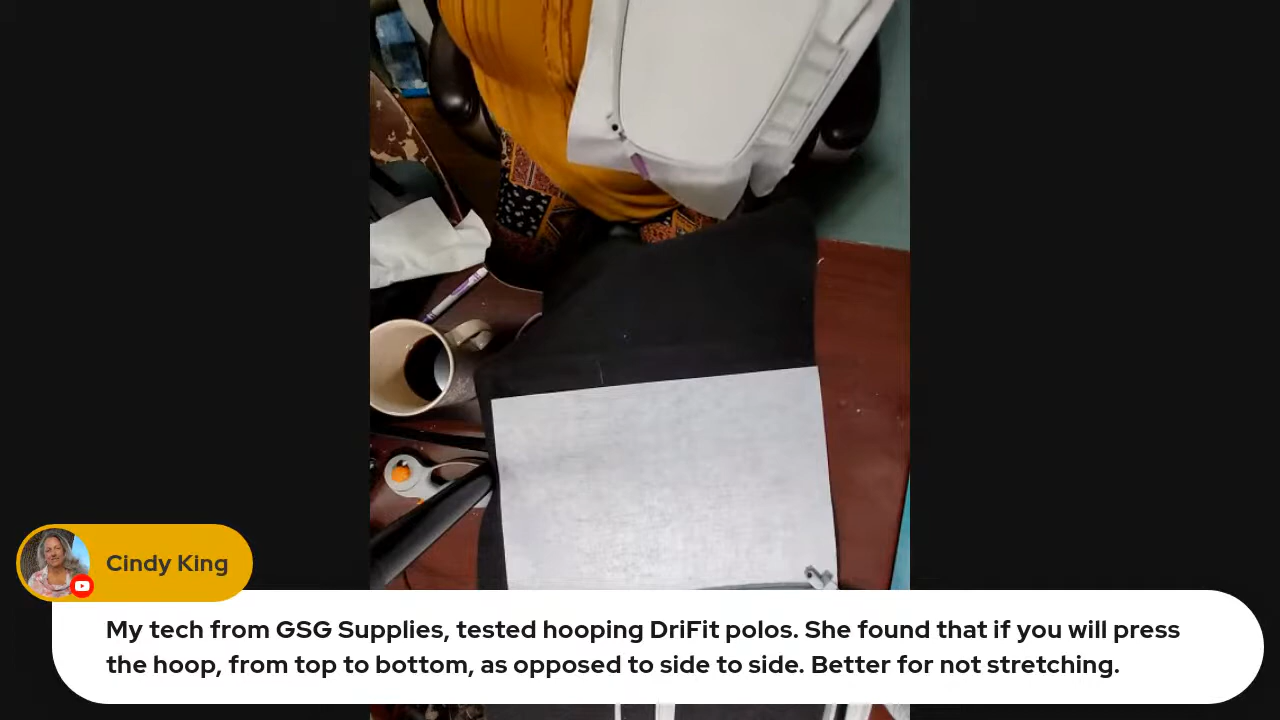 Cindy King
My tech from GSG Supplies, tested hooping DriFit polos. She found that if you will press
the hoop, from top to bottom, as opposed to side to side. Better for not stretching.